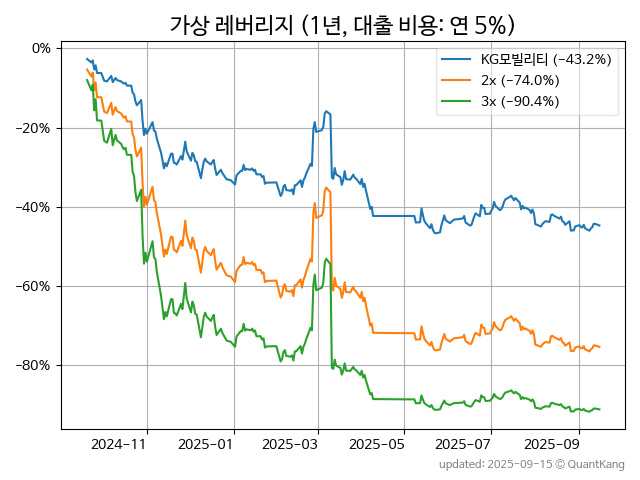 가상 레버리지 (1년, 대출 비용: 연 5%)
KG모빌리티 (−43.2%)
2x (−74.0%)
3x (−90.4%)
0%
−20%
−40%
−60%
−80%
2024-11 2025-01 2025-03 2025-05 2025-07 2025-09
updated: 2025-09-15 © QuantKang